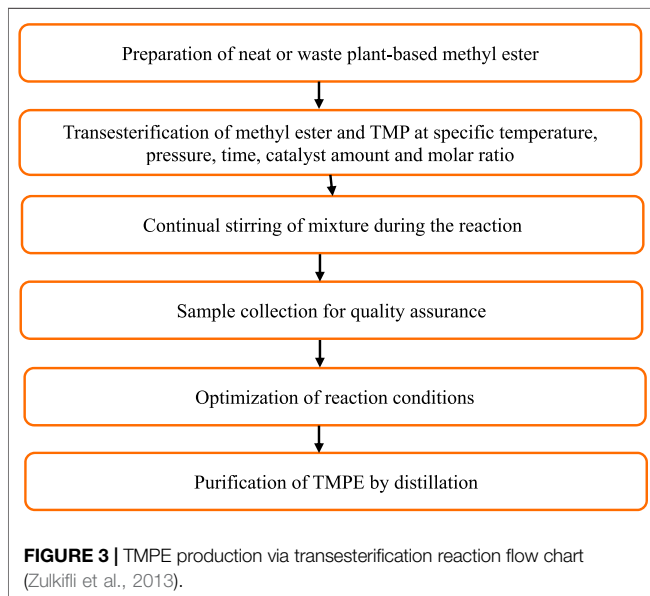 Preparation of neat or waste plant-based methyl ester
Transesterification of methyl ester and TMP at specific temperature,
pressure, time, catalyst amount and molar ratio
Continual stirring of mixture during the reaction
Sample collection for quality assurance
Optimization of reaction conditions
Purification of TMPE by distillation
FIGURE 3 | TMPE production via transesterification reaction flow chart
(Zulkifli et al., 2013).